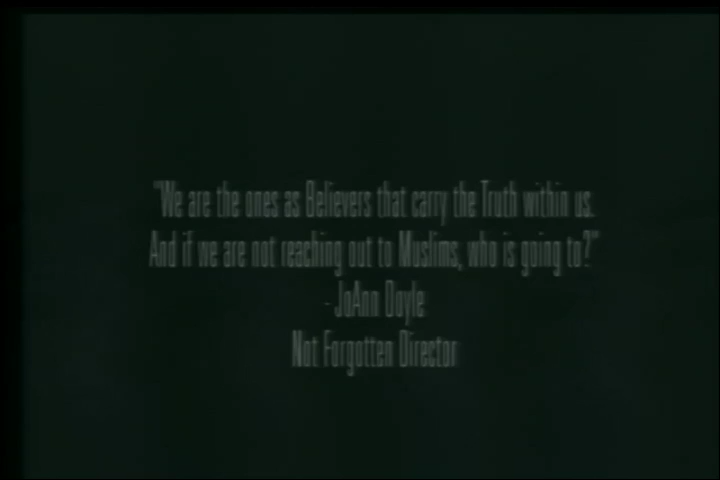 "We are the ones as Believers that carry the Truth within us.
And if we are not reaching out to Muslims, who is going to?"
- JoAnn Doyle
Not Forgotten Director